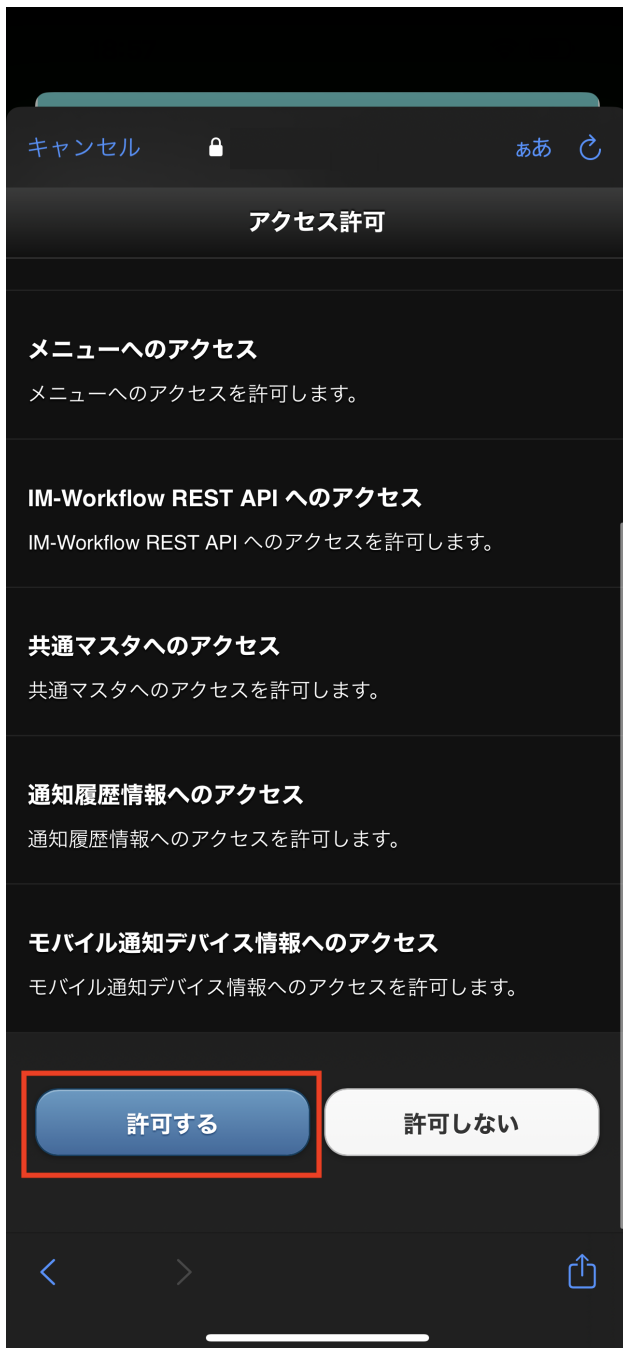 キャンセル
ぁあ
アクセス許可
メニューへのアクセス
メニューへのアクセスを許可します。
IM-Workflow REST API へのアクセス
IM-Workflow REST API へのアクセスを許可します。
共通マスタへのアクセス
共通マスタへのアクセスを許可します。
通知履歴情報へのアクセス
通知履歴情報へのアクセスを許可します。
モバイル通知デバイス情報へのアクセス
モバイル通知デバイス情報へのアクセスを許可します。
許可する
許可しない